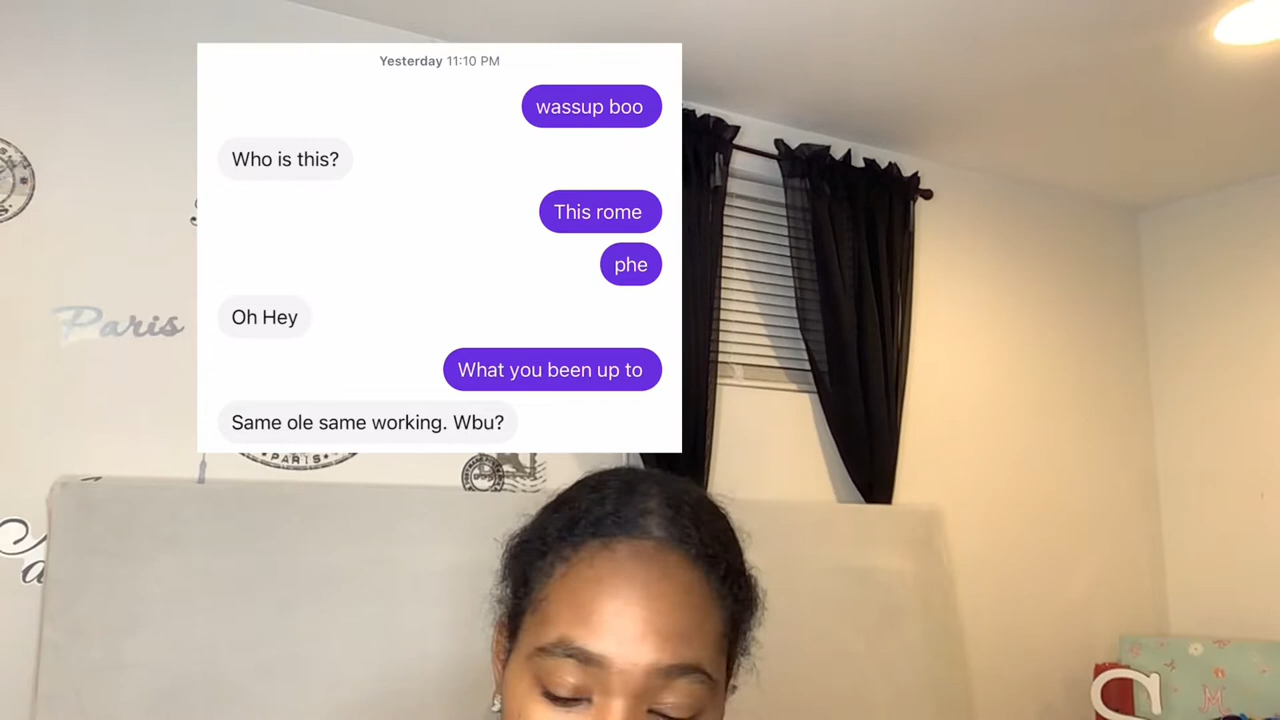 Yesterday 11:10 PM
wassup boo
Who is this?
This rome
phe
Oh Hey
What you been up to
Same ole same working. Wbu?
Paris
PARIS
M